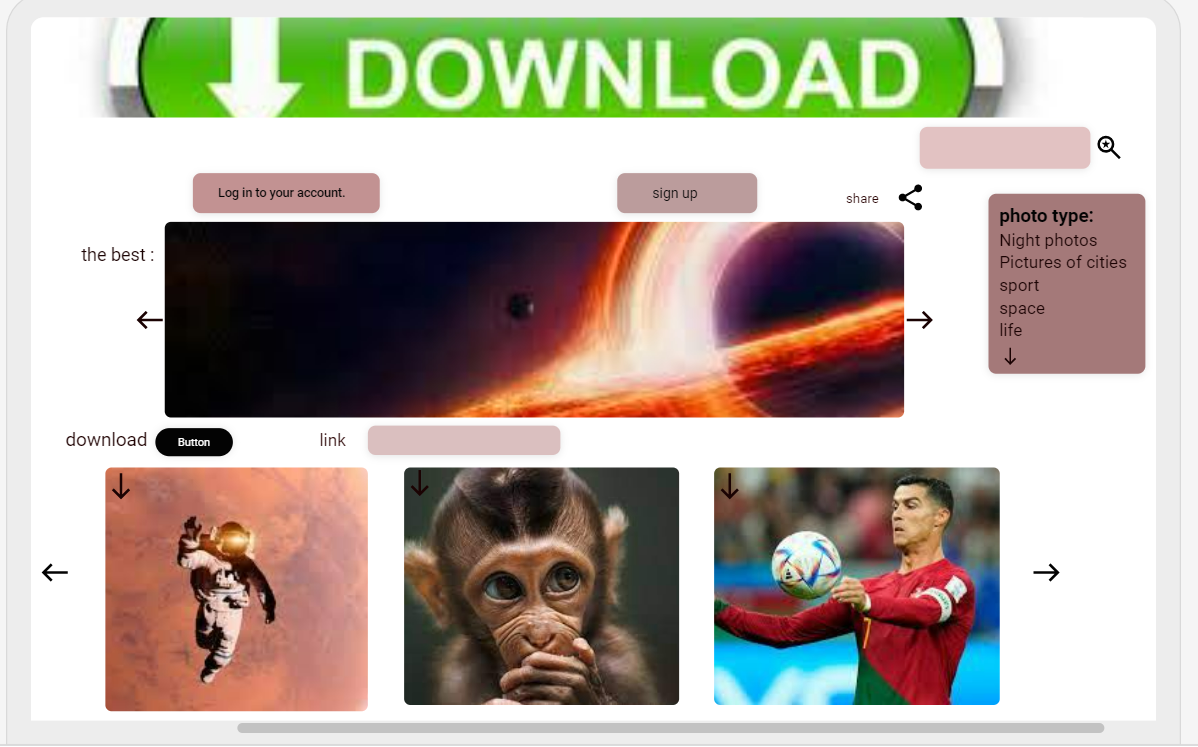 DOWNLOAD
Log in to your account.
sign up
share
the best :
photo type:
Night photos
Pictures of cities
sport
space
life
download
Button
link
7